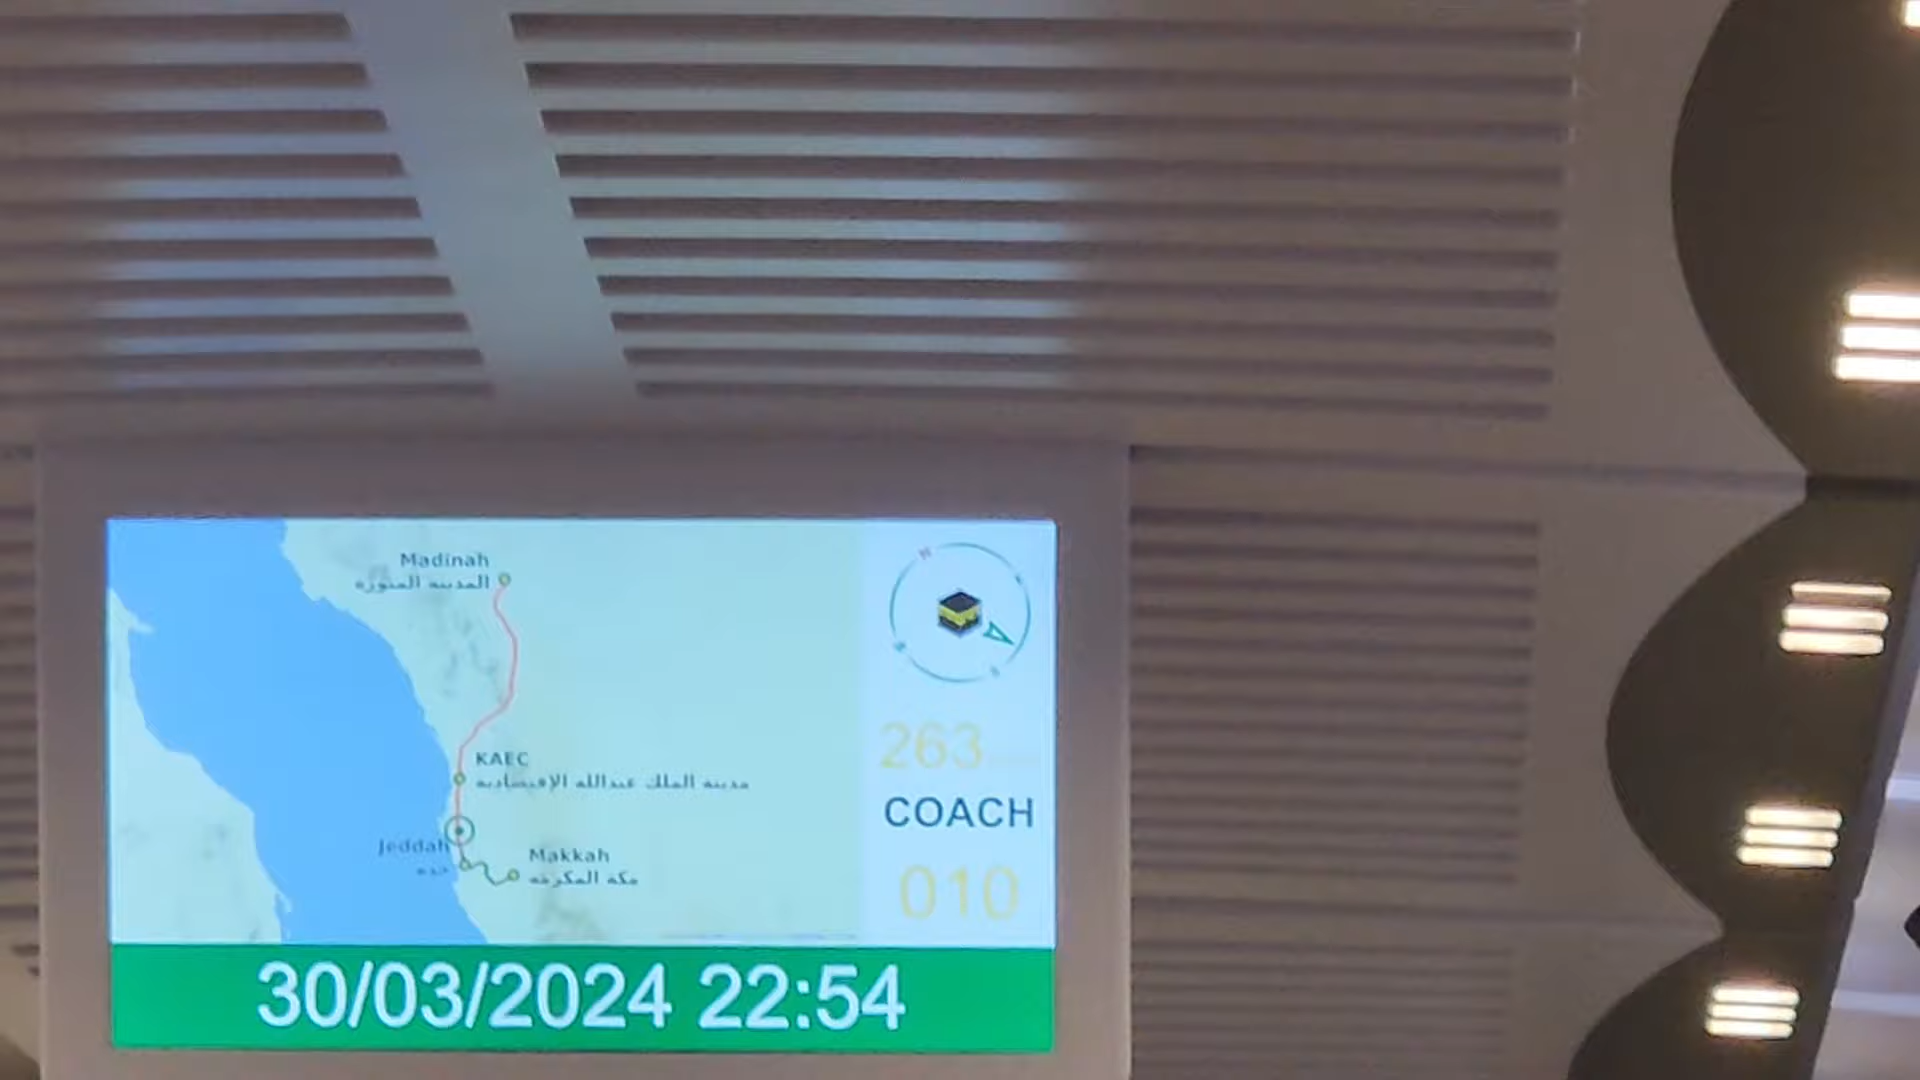 Madinah
المدينة المنورة
KAEC
مدينة الملك عبدالله الإقتصادية
Jeddah
جدة
Makkah
مكة المكرمة
263
COACH
010
30/03/2024 22:54